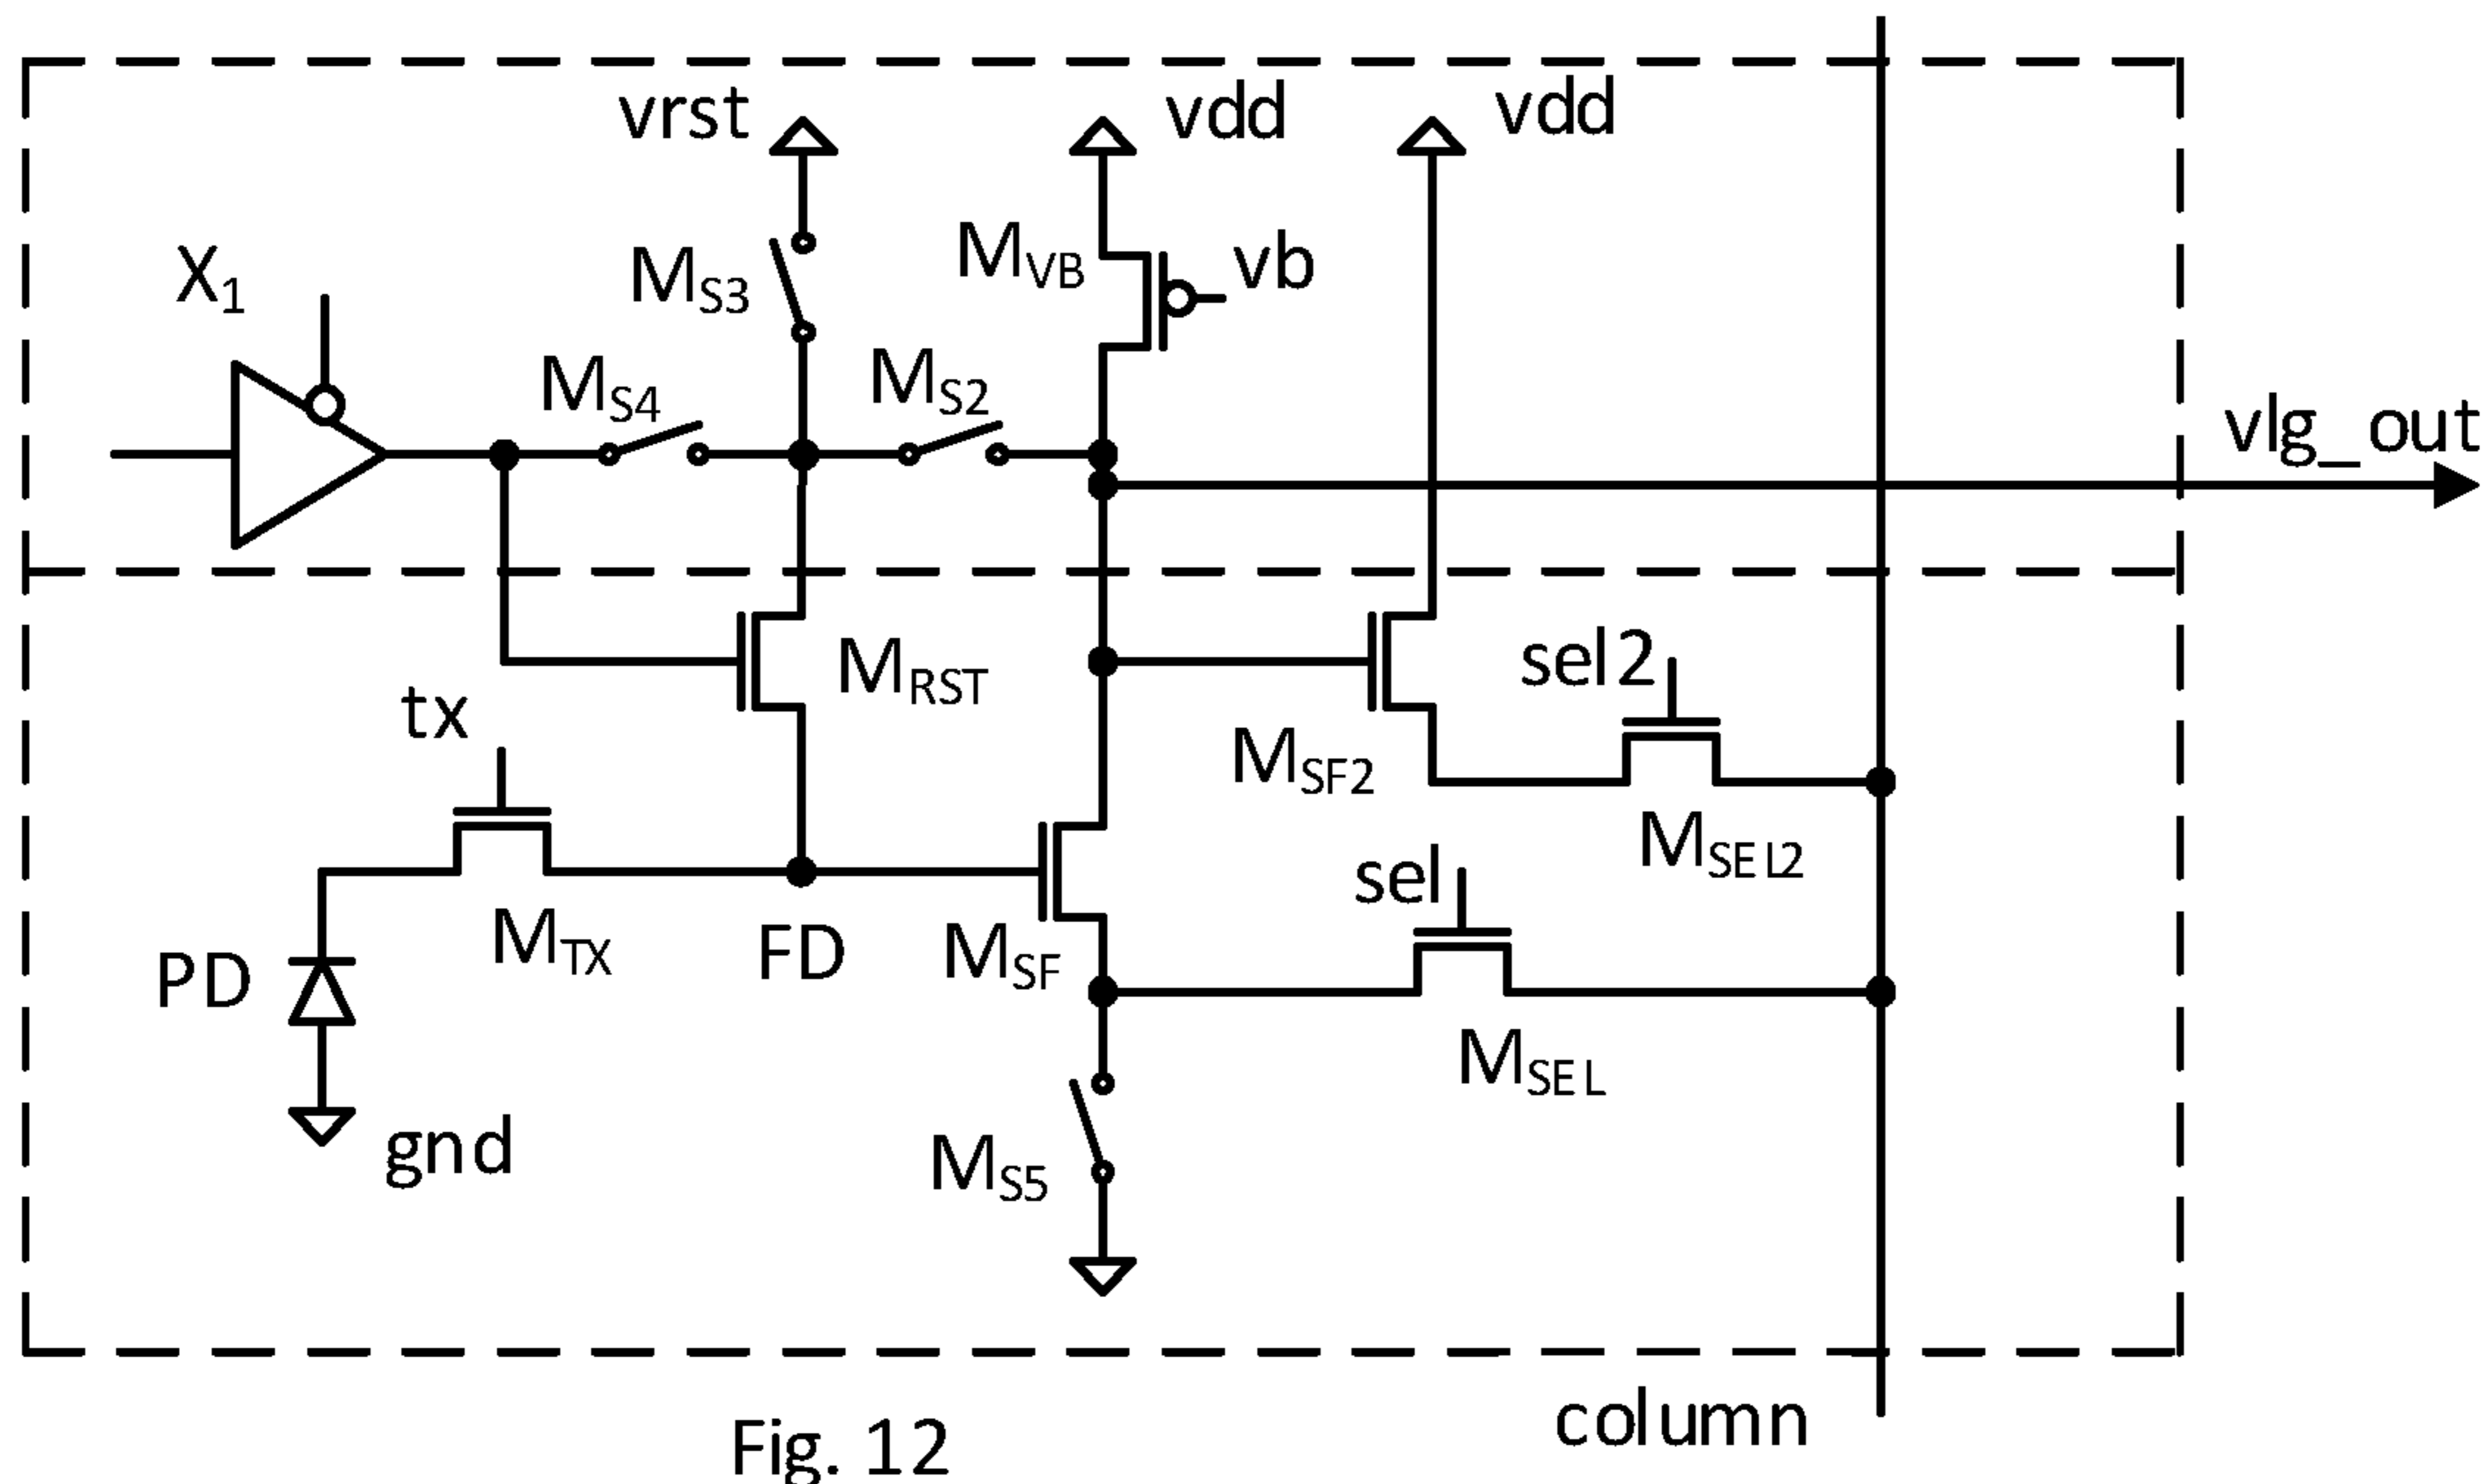 vrst
vdd
vdd
X1
MS3
MVB
vb
MS4
MS2
vlg_out
MRST
sel2
tx
MSF2
MSEL2
sel
MTX
FD
MSF
PD
MSEL
gnd
MS5
column
Fig. 12